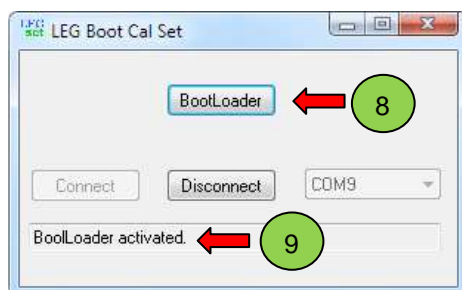 LEG set LEG Boot Cal Set
BootLoader
8
Connect Disconnect COM9
BoolLoader activated.
9